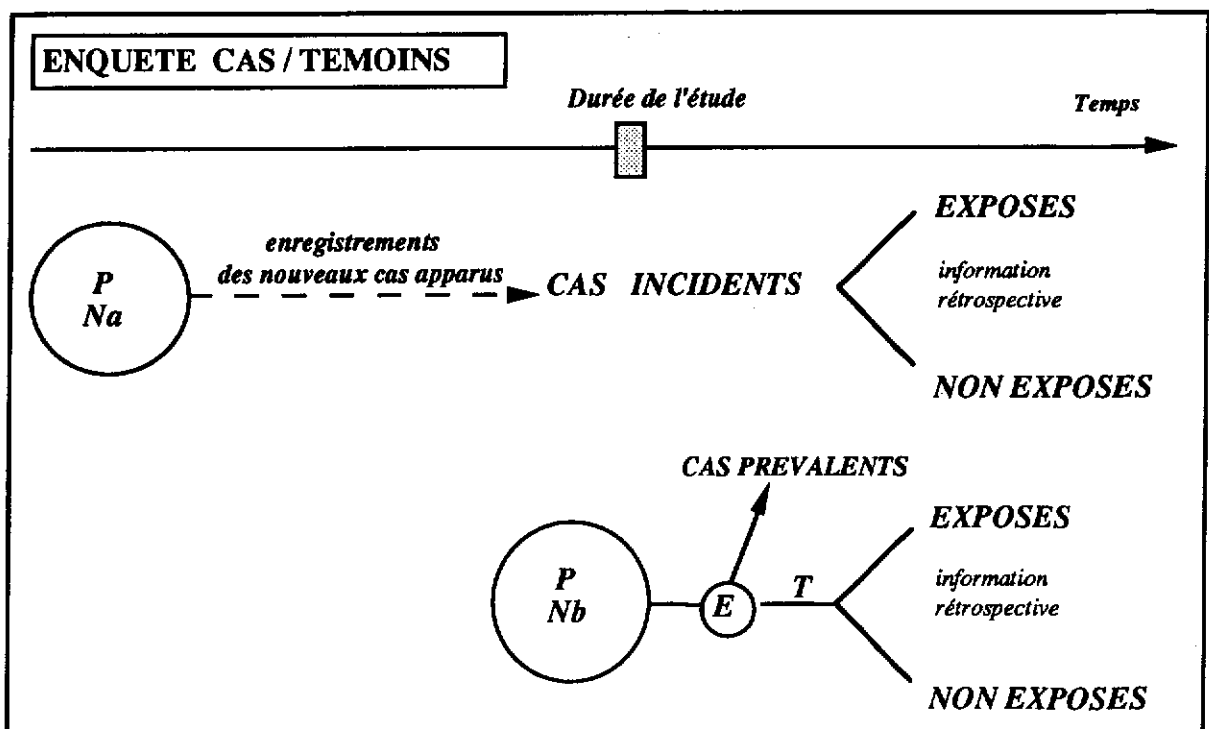 ENQUETE CAS / TEMOINS
Durée de l'étude
Temps
P
Na
enregistrements
des nouveaux cas apparus
CAS INCIDENTS
EXPOSES
information
rétrospective
NON EXPOSES
CAS PREVALENTS
P
Nb
E
T
EXPOSES
information
rétrospective
NON EXPOSES